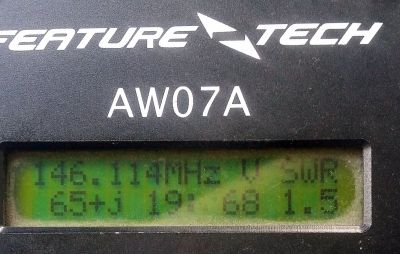 FEATURE TECH
AW07A
146.114MHz V SWR
65+j 19: 68 1.5